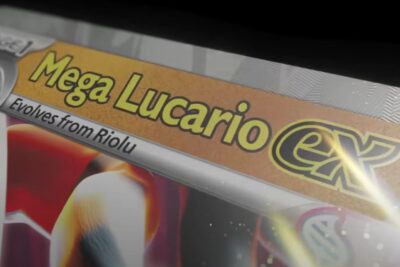 Mega Lucario ex
Evolves from Riolu